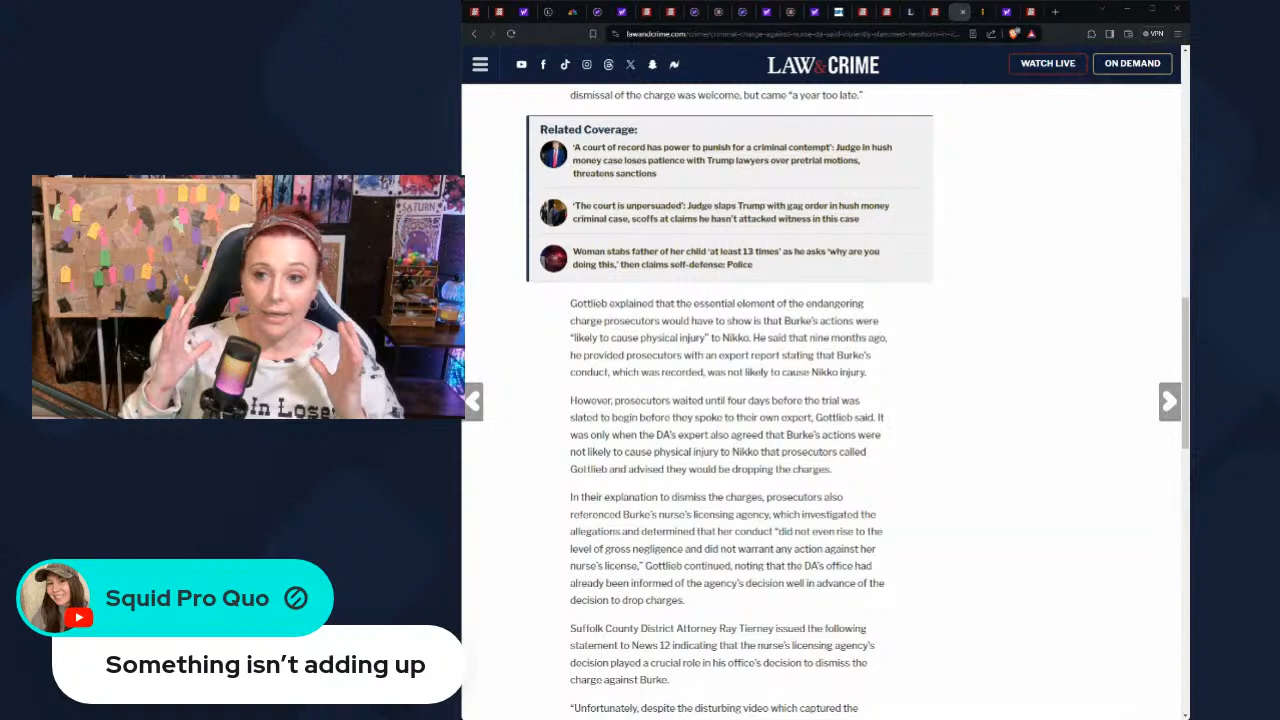 lawandcrime.com/crime/criminal-charge-against-nurse-da-said-violently-slammed-newborn-in-c...
VPN
LAW&CRIME
WATCH LIVE
ON DEMAND
dismissal of the charge was welcome, but came “a year too late.”
Related Coverage:
‘A court of record has power to punish for a criminal contempt’: Judge in hush
money case loses patience with Trump lawyers over pretrial motions,
threatens sanctions
‘The court is unpersuaded’: Judge slaps Trump with gag order in hush money
criminal case, scoffs at claims he hasn’t attacked witness in this case
Woman stabs father of her child ‘at least 13 times’ as he asks ‘why are you
doing this,’ then claims self-defense: Police
Gottlieb explained that the essential element of the endangering
charge prosecutors would have to show is that Burke’s actions were
“likely to cause physical injury” to Nikko. He said that nine months ago,
he provided prosecutors with an expert report stating that Burke’s
conduct, which was recorded, was not likely to cause Nikko injury.
However, prosecutors waited until four days before the trial was
slated to begin before they spoke to their own expert, Gottlieb said. It
was only when the DA’s expert also agreed that Burke’s actions were
not likely to cause physical injury to Nikko that prosecutors called
Gottlieb and advised they would be dropping the charges.
In their explanation to dismiss the charges, prosecutors also
referenced Burke’s nurse’s licensing agency, which investigated the
allegations and determined that her conduct “did not even rise to the
level of gross negligence and did not warrant any action against her
nurse’s license,” Gottlieb continued, noting that the DA’s office had
already been informed of the agency’s decision well in advance of the
decision to drop charges.
Suffolk County District Attorney Ray Tierney issued the following
statement to News 12 indicating that the nurse’s licensing agency’s
decision played a crucial role in his office’s decision to dismiss the
charge against Burke.
“Unfortunately, despite the disturbing video which captured the
SATURN
In Lose
Squid Pro Quo
Something isn’t adding up